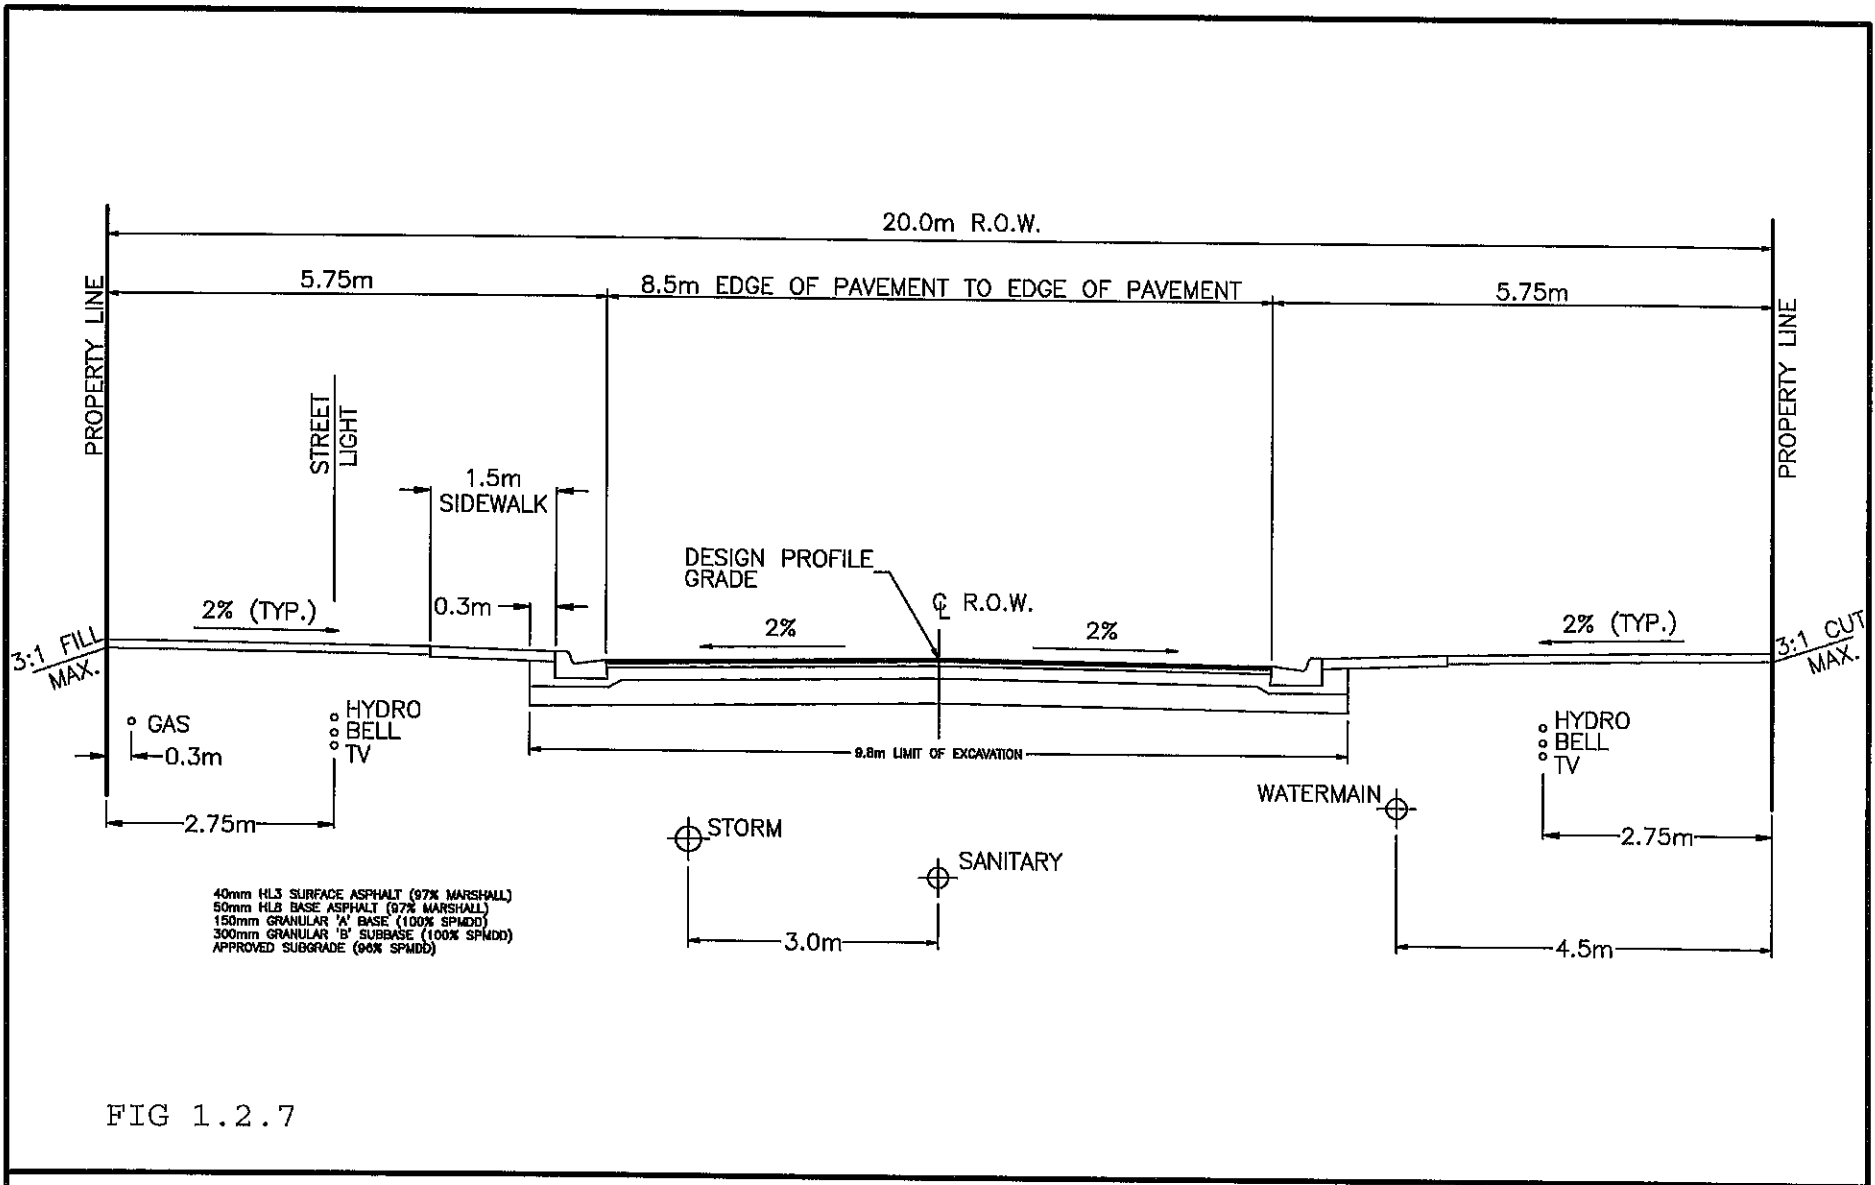 20.0m R.O.W.
5.75m
8.5m EDGE OF PAVEMENT TO EDGE OF PAVEMENT
5.75m
PROPERTY LINE
PROPERTY LINE
STREET
LIGHT
1.5m
SIDEWALK
DESIGN PROFILE
GRADE
0.3m
℄ R.O.W.
2% (TYP.)
2%
2%
2% (TYP.)
3:1 FILL
MAX.
3:1 CUT
MAX.
GAS
0.3m
HYDRO
BELL
TV
9.8m LIMIT OF EXCAVATION
HYDRO
BELL
TV
WATERMAIN
2.75m
STORM
2.75m
SANITARY
40mm HL3 SURFACE ASPHALT (97% MARSHALL)
50mm HL8 BASE ASPHALT (97% MARSHALL)
150mm GRANULAR 'A' BASE (100% SPMDD)
300mm GRANULAR 'B' SUBBASE (100% SPMDD)
APPROVED SUBGRADE (96% SPMDD)
3.0m
4.5m
FIG 1.2.7